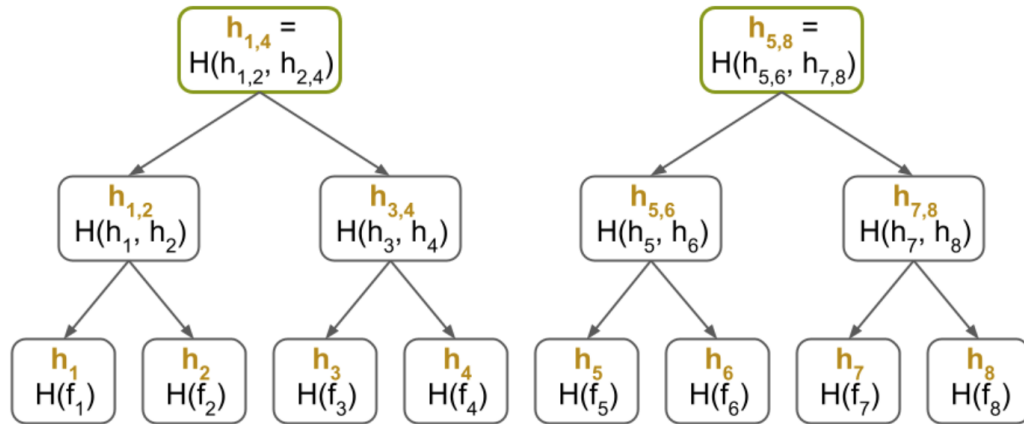 h1,4 =
H(h1,2, h2,4)
h5,8 =
H(h5,6, h7,8)
h1,2
H(h1, h2)
h3,4
H(h3, h4)
h5,6
H(h5, h6)
h7,8
H(h7, h8)
h1
H(f1)
h2
H(f2)
h3
H(f3)
h4
H(f4)
h5
H(f5)
h6
H(f6)
h7
H(f7)
h8
H(f8)